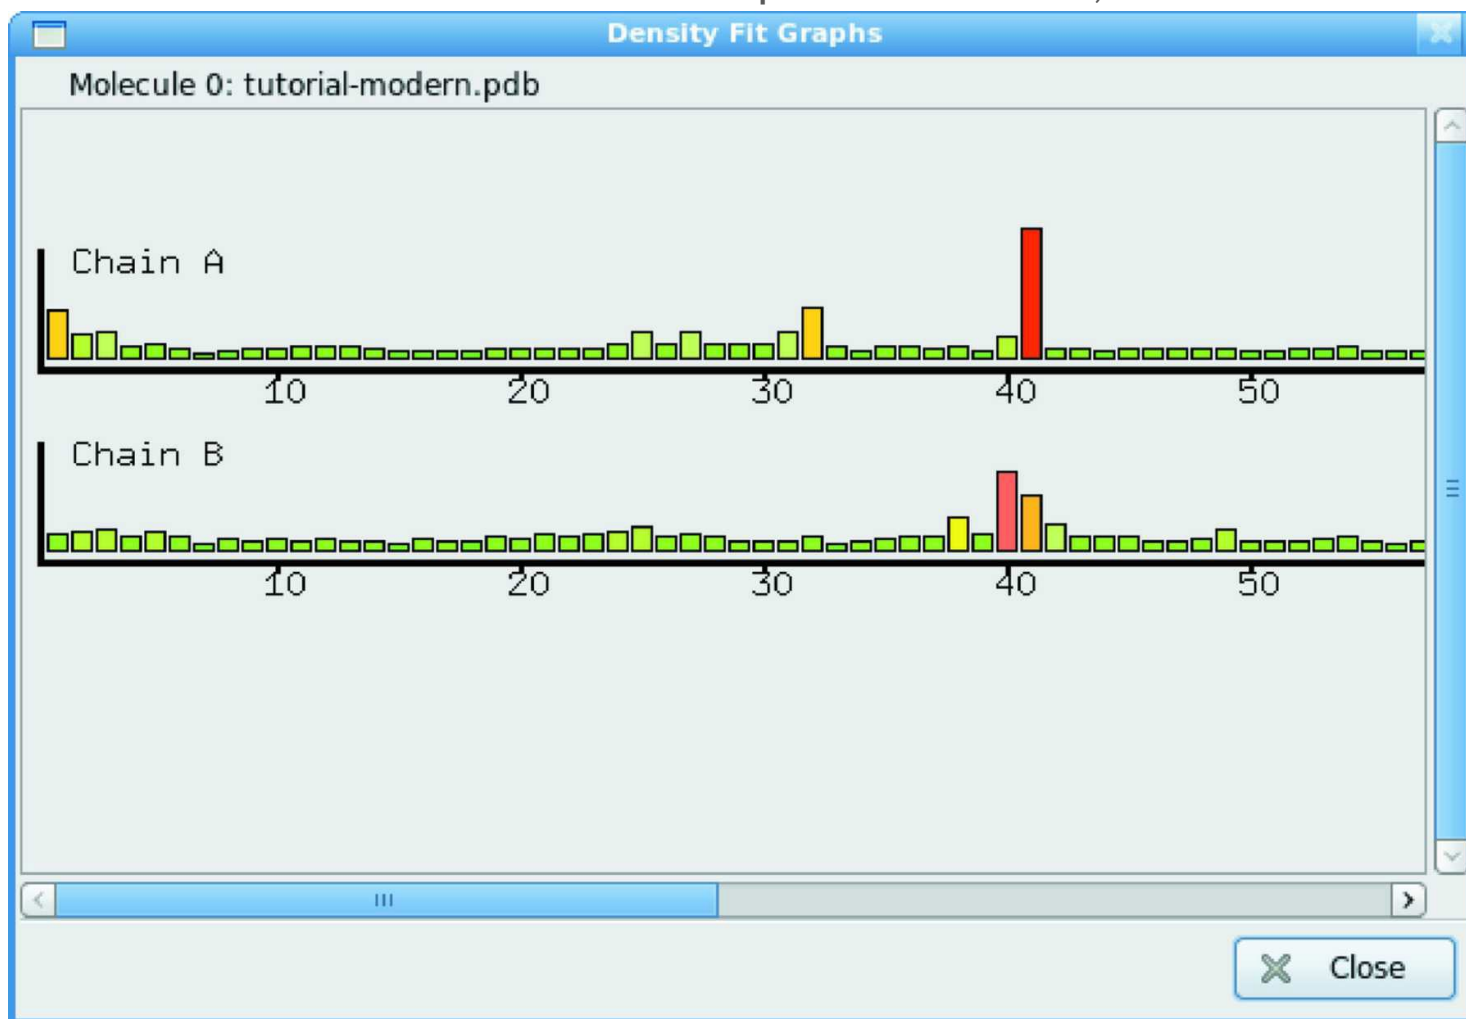 Density Fit Graphs
Molecule 0: tutorial-modern.pdb
Chain A
10 20 30 40 50
Chain B
10 20 30 40 50
Close